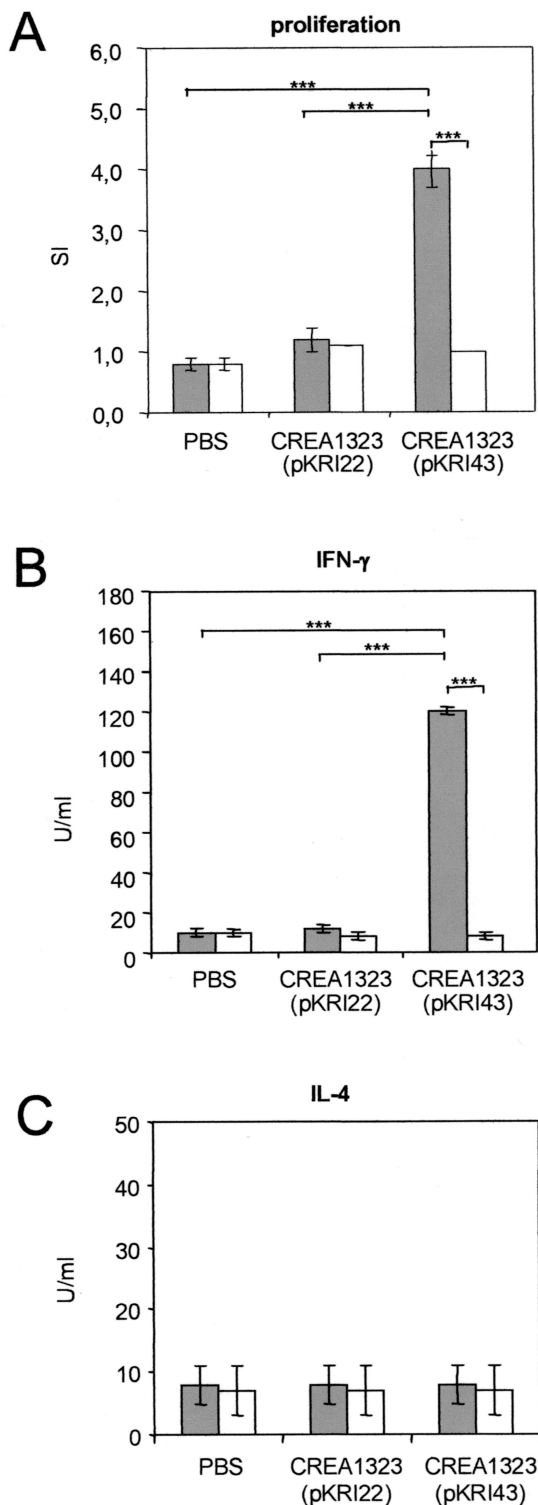 A
proliferation
6,0
5,0
4,0
3,0
2,0
1,0
0,0
SI
***
***
***
PBS
CREA1323
(pKRI22)
CREA1323
(pKRI43)
B
IFN-γ
180
160
140
120
100
80
60
40
20
0
U/ml
***
***
***
PBS
CREA1323
(pKRI22)
CREA1323
(pKRI43)
C
IL-4
50
40
30
20
10
0
U/ml
PBS
CREA1323
(pKRI22)
CREA1323
(pKRI43)